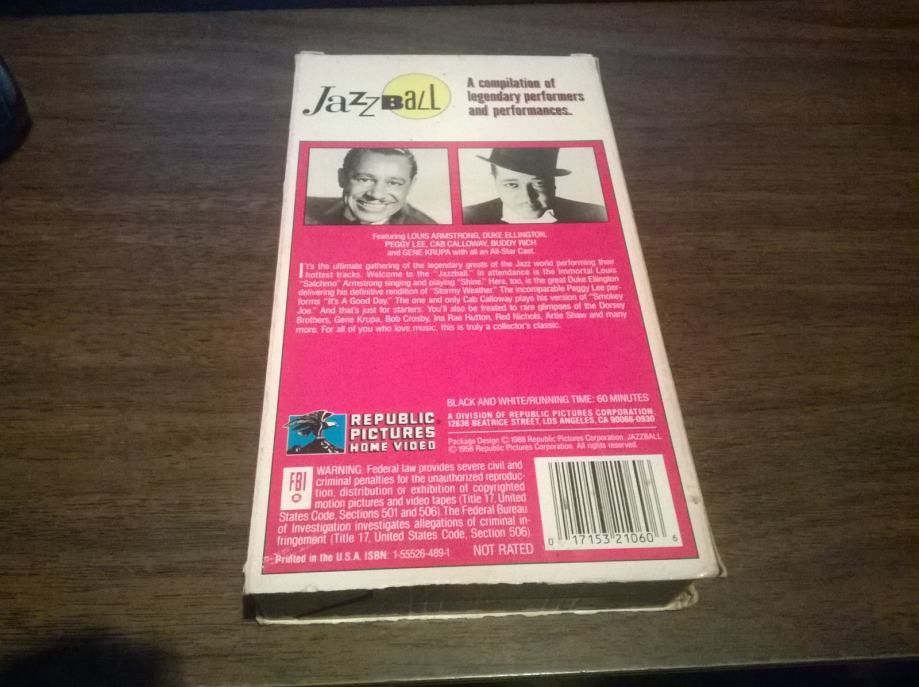 JazzBall
A compilation of
legendary performers
and performances.
Featuring LOUIS ARMSTRONG, DUKE ELLINGTON,
PEGGY LEE, CAB CALLOWAY, BUDDY RICH
and GENE KRUPA with all an All-Star Cast
It's the ultimate gathering of the legendary greats of the Jazz world performing their
hottest tracks. Welcome to the "Jazzball." In attendance is the immortal Louis
"Satchmo" Armstrong singing and playing "Shine." Here, too, is the great Duke Ellington
delivering his definitive rendition of "Stormy Weather." The incomparable Peggy Lee per-
forms "It's A Good Day." The one and only Cab Calloway plays his version of "Smokey
Joe." And that's just for starters. You'll also be treated to rare glimpses of the Dorsey
Brothers, Gene Krupa, Bob Crosby, Ina Rae Hutton, Red Nichols, Artie Shaw and many
more. For all of you who love music, this is truly a collector's classic.
BLACK AND WHITE/RUNNING TIME: 60 MINUTES
REPUBLIC
PICTURES
HOME VIDEO
A DIVISION OF REPUBLIC PICTURES CORPORATION
12636 BEATRICE STREET, LOS ANGELES, CA 90066-0930
Package Design © 1988 Republic Pictures Corporation. JAZZBALL
© 1958 Republic Pictures Corporation. All rights reserved.
FBI
WARNING: Federal law provides severe civil and
criminal penalties for the unauthorized reproduc-
tion, distribution or exhibition of copyrighted
motion pictures and video tapes (Title 17, United
States Code, Sections 501 and 506). The Federal Bureau
of Investigation investigates allegations of criminal in-
fringement (Title 17, United States Code, Section 506)
Printed in the U.S.A. ISBN: 1-55526-489-1
NOT RATED
0 17153 21060 6